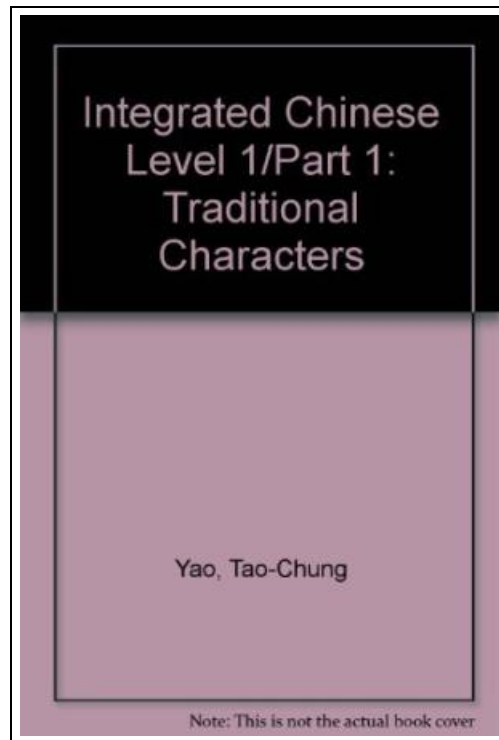 Integrated Chinese
Level 1/Part 1:
Traditional
Characters
Yao, Tao-Chung
Note: This is not the actual book cover